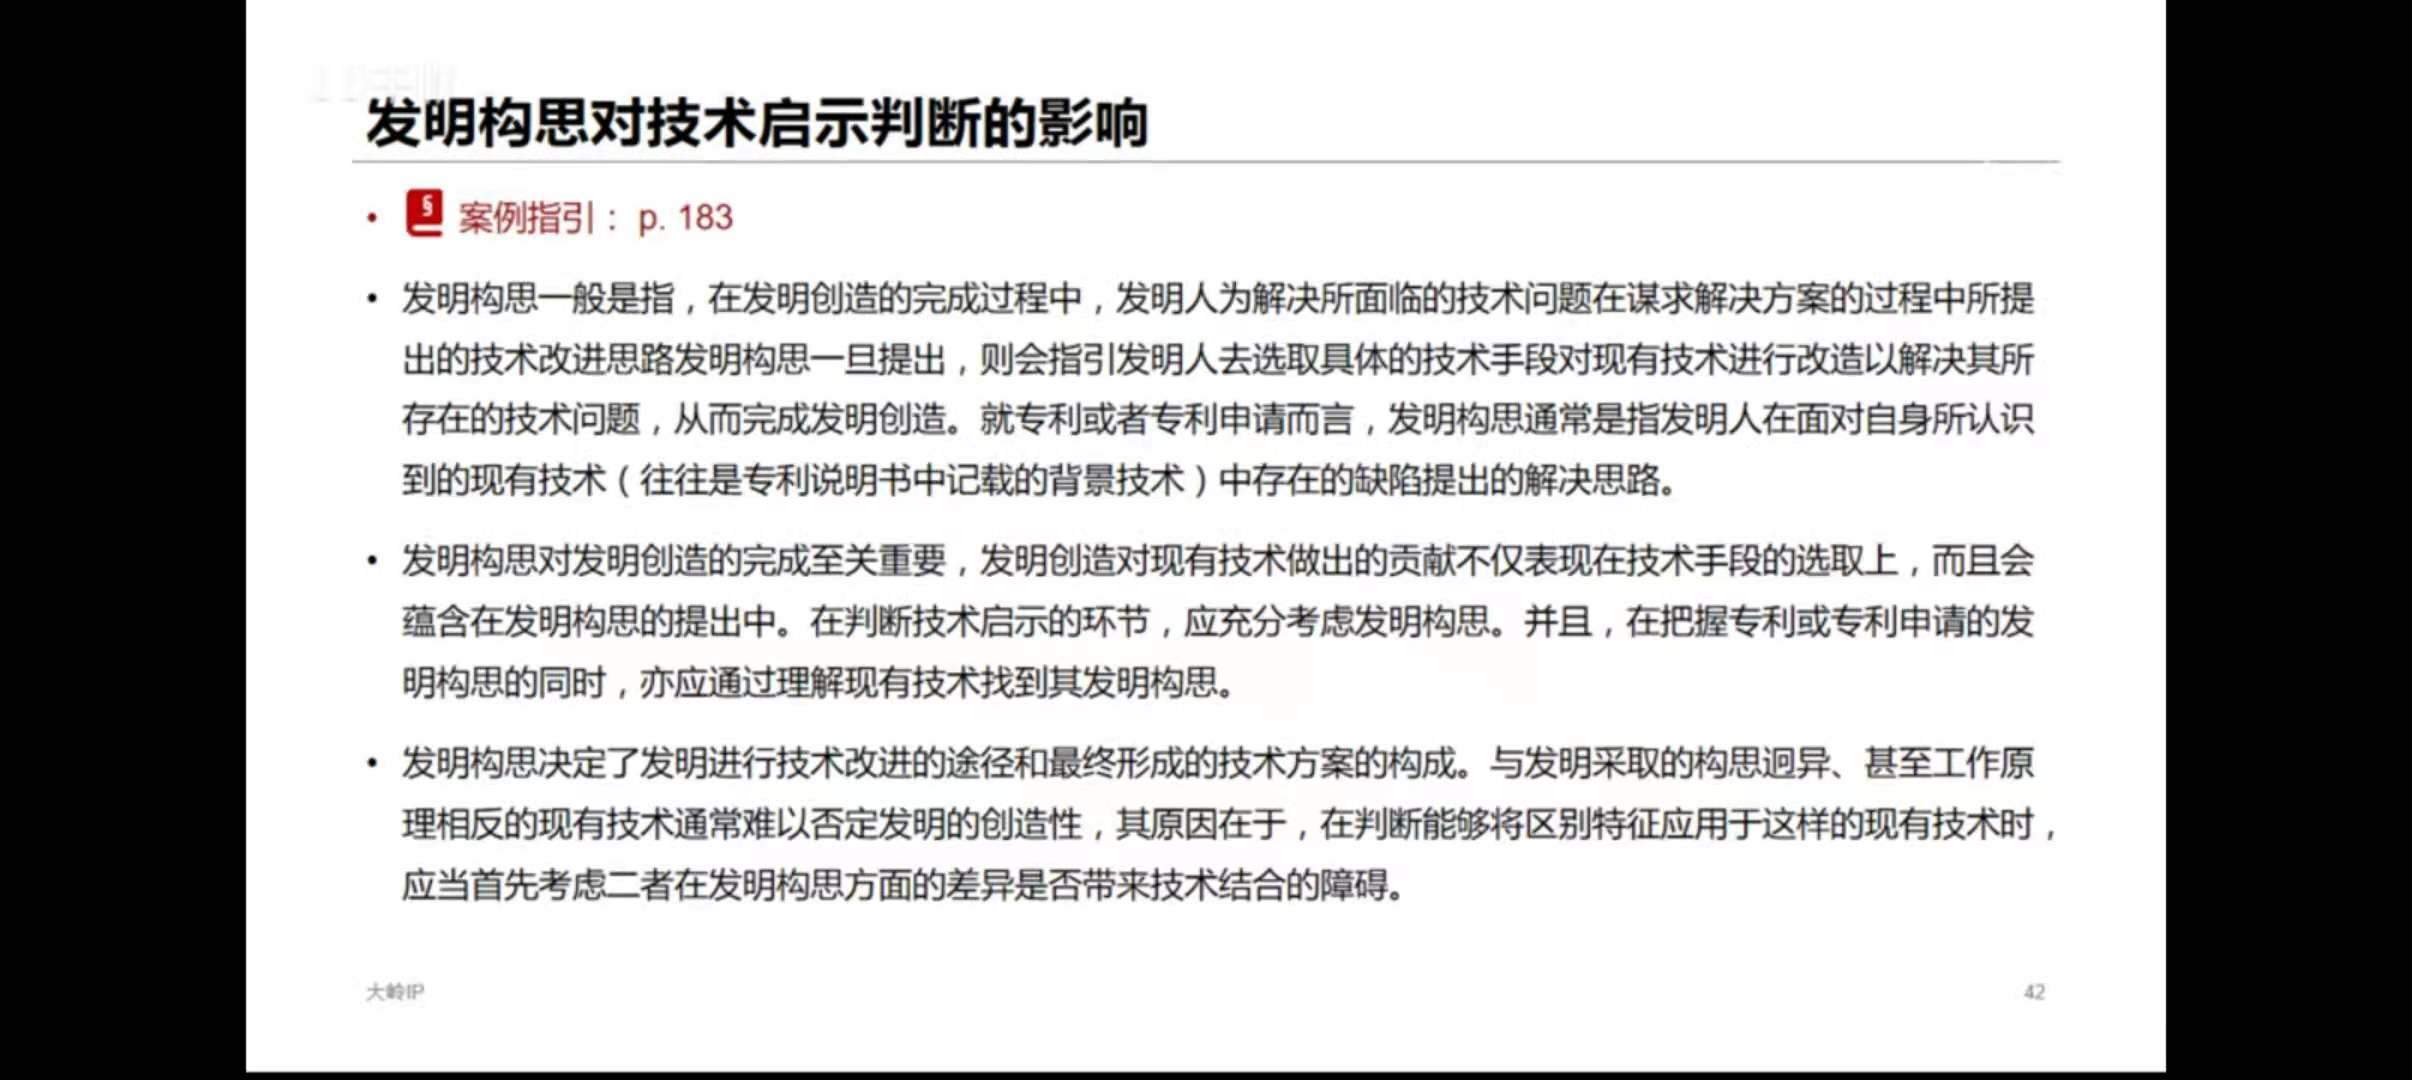 发明构思对技术启示判断的影响
• § 案例指引： p. 183
• 发明构思一般是指，在发明创造的完成过程中，发明人为解决所面临的技术问题在谋求解决方案的过程中所提
出的技术改进思路发明构思一旦提出，则会指引发明人去选取具体的技术手段对现有技术进行改造以解决其所
存在的技术问题，从而完成发明创造。就专利或者专利申请而言，发明构思通常是指发明人在面对自身所认识
到的现有技术（往往是专利说明书中记载的背景技术）中存在的缺陷提出的解决思路。
• 发明构思对发明创造的完成至关重要，发明创造对现有技术做出的贡献不仅表现在技术手段的选取上，而且会
蕴含在发明构思的提出中。在判断技术启示的环节，应充分考虑发明构思。并且，在把握专利或专利申请的发
明构思的同时，亦应通过理解现有技术找到其发明构思。
• 发明构思决定了发明进行技术改进的途径和最终形成的技术方案的构成。与发明采取的构思迥异、甚至工作原
理相反的现有技术通常难以否定发明的创造性，其原因在于，在判断能够将区别特征应用于这样的现有技术时，
应当首先考虑二者在发明构思方面的差异是否带来技术结合的障碍。
大岭IP
42